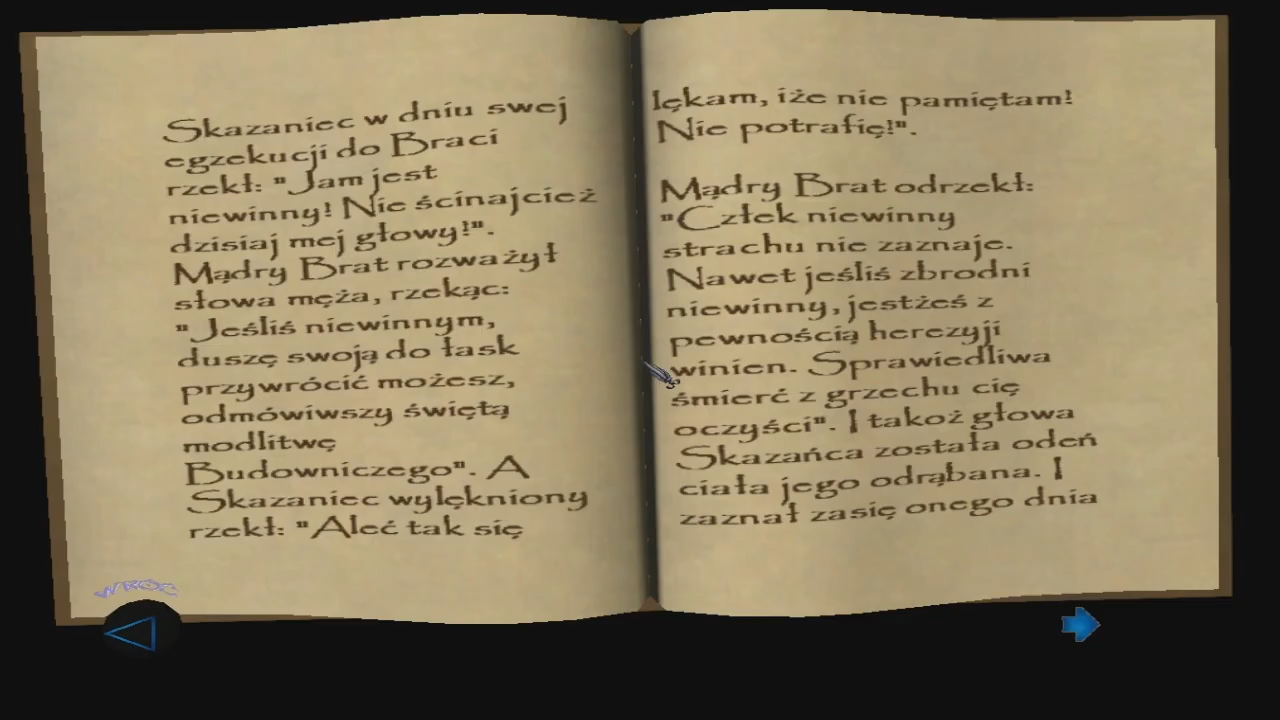 Skazaniec w dniu swej
egzekucji do Braci
rzekł: "Jam jest
niewinny! Nie ścinajcież
dzisiaj mej głowy!".
Mądry Brat rozważył
słowa męża, rzekąc:
"Jeśliś niewinnym,
duszę swoją do łask
przywrócić możesz,
odmówiwszy świętą
modlitwę
Budowniczego". A
Skazaniec wylękniony
rzekł: "Aleć tak się
lękam, iże nie pamiętam!
Nie potrafię!".
Mądry Brat odrzekł:
"Człek niewinny
strachu nie zaznaje.
Nawet jeśliś zbrodni
niewinny, jestżeś z
pewnością herezyji
winien. Sprawiedliwa
śmierć z grzechu cię
oczyści". I takoż głowa
Skazańca została odeń
ciała jego odrąbana. I
zaznał zasię onego dnia
WRÓĆ